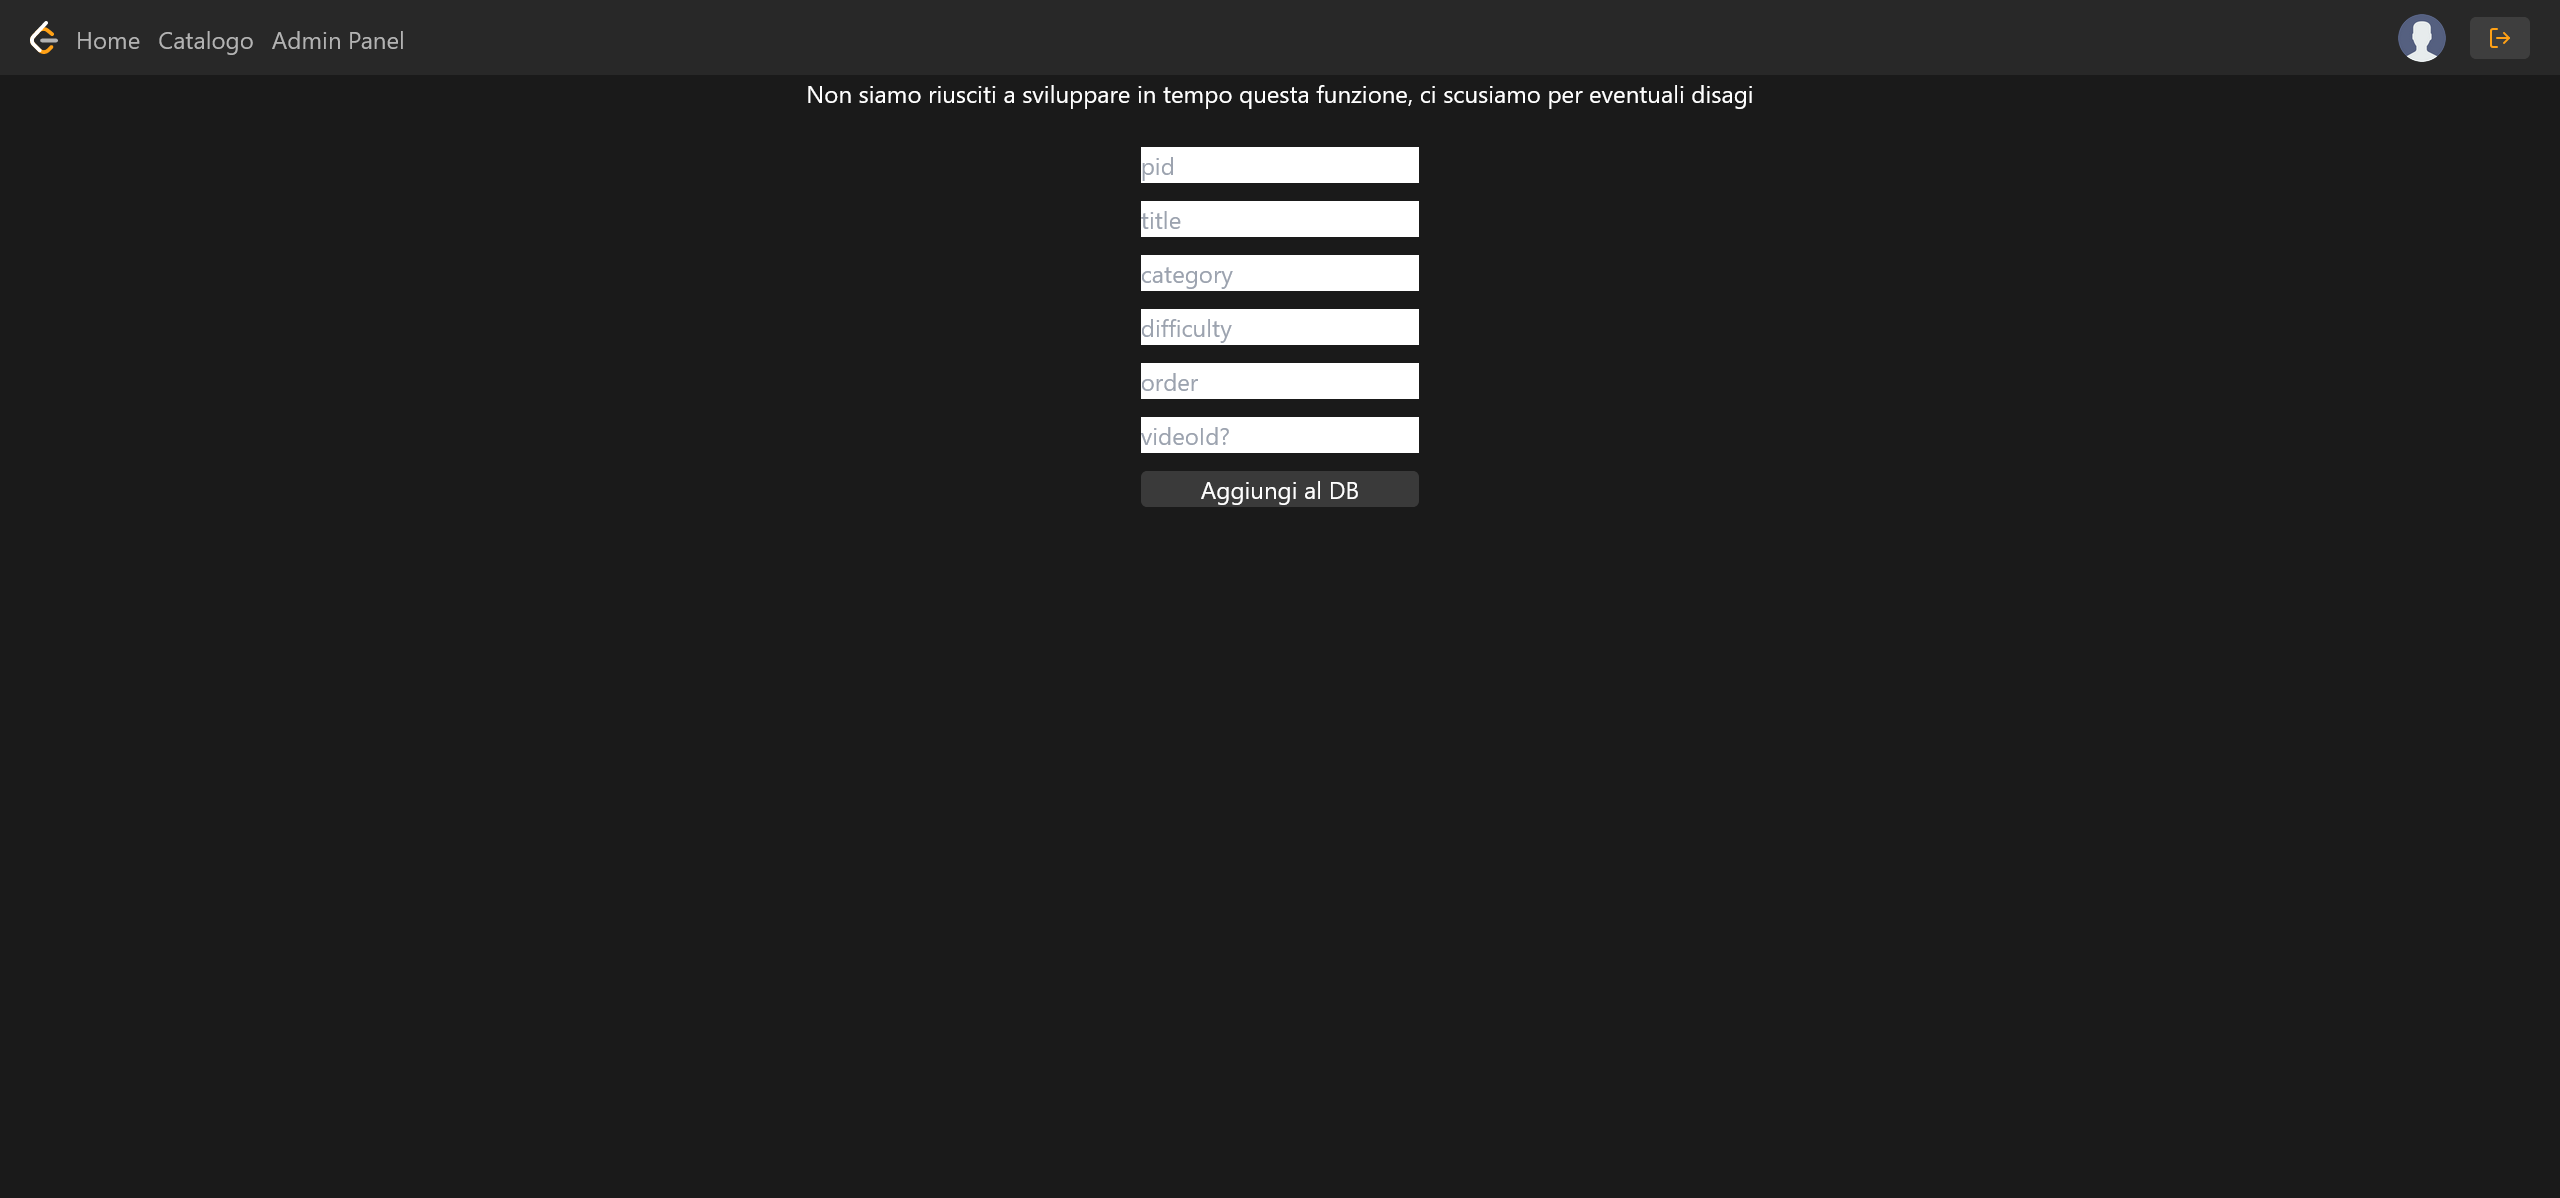 Home Catalogo Admin Panel
Non siamo riusciti a sviluppare in tempo questa funzione, ci scusiamo per eventuali disagi
pid
title
category
difficulty
order
videoId?
Aggiungi al DB